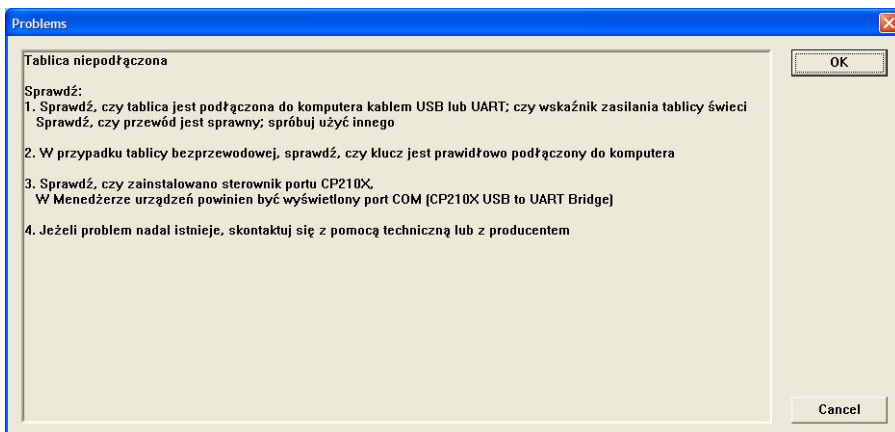 Problems
Tablica niepodłączona
OK
Sprawdź:
1. Sprawdź, czy tablica jest podłączona do komputera kablem USB lub UART; czy wskaźnik zasilania tablicy świeci
Sprawdź, czy przewód jest sprawny; spróbuj użyć innego
2. W przypadku tablicy bezprzewodowej, sprawdź, czy klucz jest prawidłowo podłączony do komputera
3. Sprawdź, czy zainstalowano sterownik portu CP210X,
W Menedżerze urządzeń powinien być wyświetlony port COM (CP210X USB to UART Bridge)
4. Jeżeli problem nadal istnieje, skontaktuj się z pomocą techniczną lub z producentem
Cancel